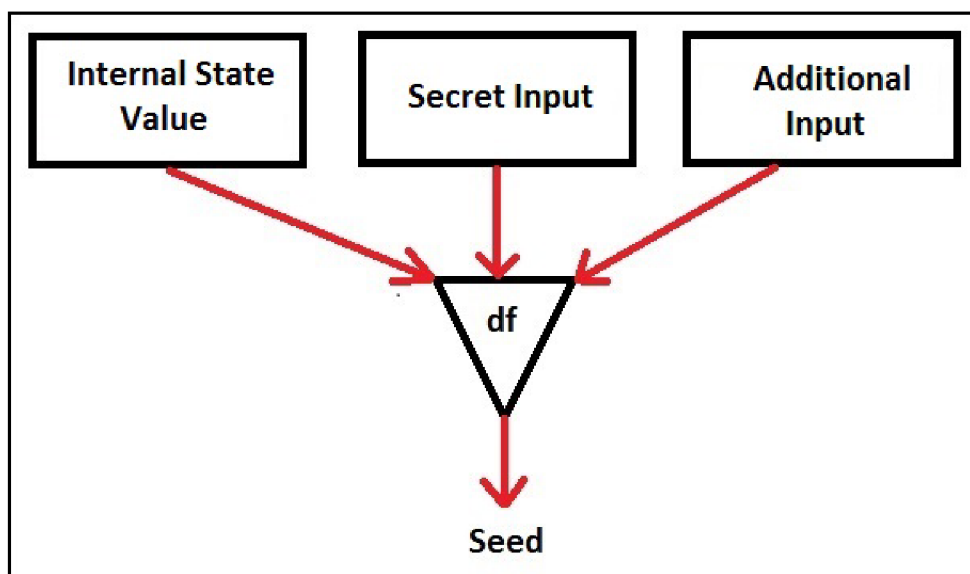 Internal State
Value
Secret Input
Additional
Input
df
Seed